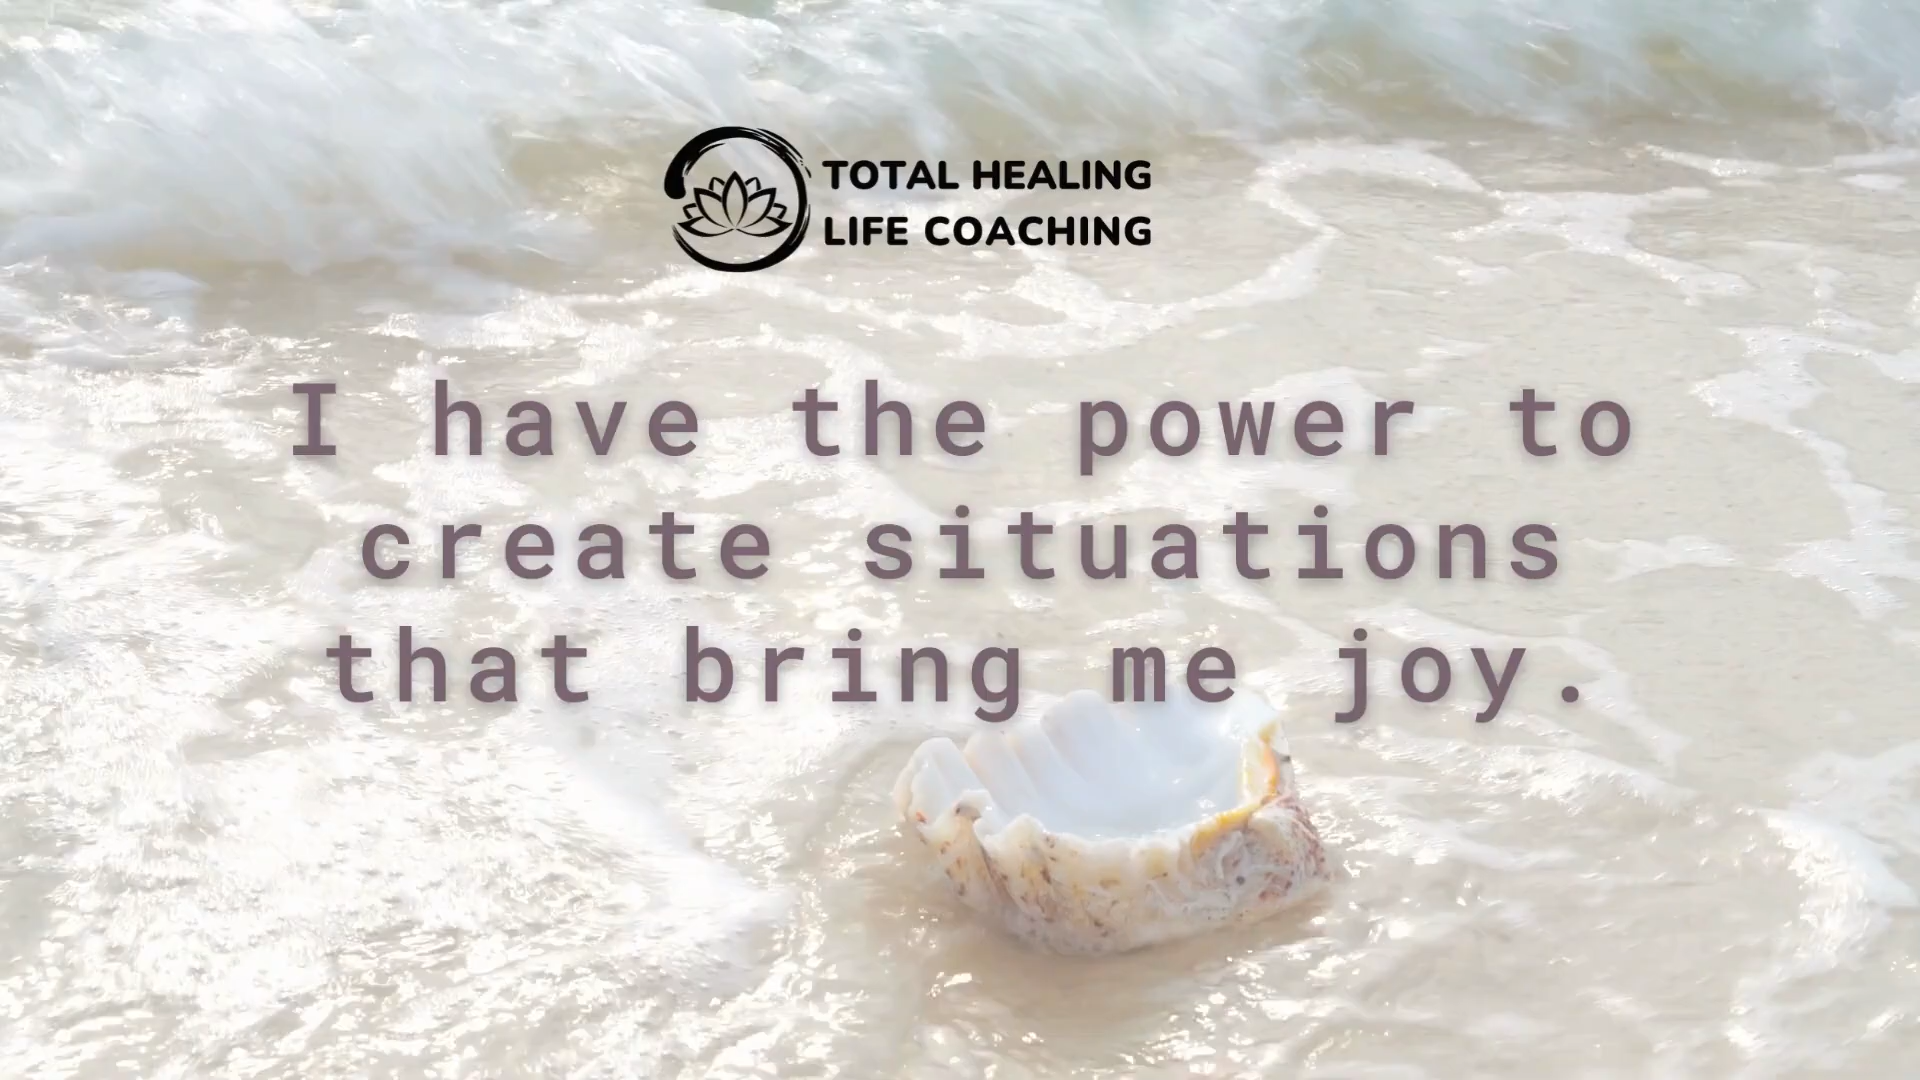 TOTAL HEALING
LIFE COACHING
I have the power to
create situations
that bring me joy.